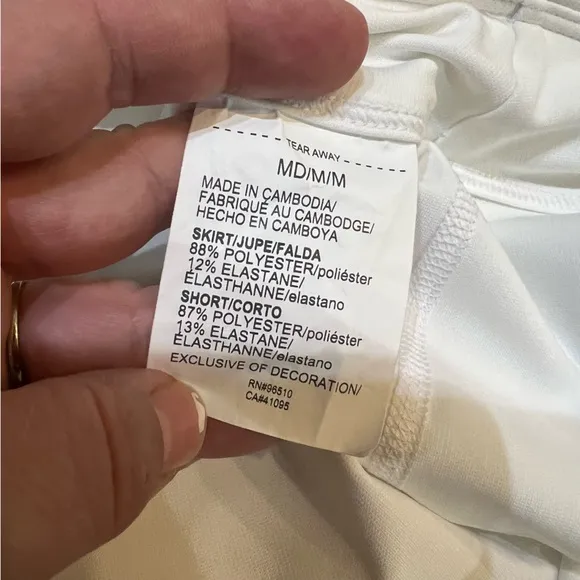 TEAR AWAY
MD/M/M
MADE IN CAMBODIA/
FABRIQUÉ AU CAMBODGE/
HECHO EN CAMBOYA
SKIRT/JUPE/FALDA
88% POLYESTER/poliéster
12% ELASTANE/
ÉLASTHANNE/elastano
SHORT/CORTO
87% POLYESTER/poliéster
13% ELASTANE/
ÉLASTHANNE/elastano
EXCLUSIVE OF DECORATION/
RN#96510
CA#41095